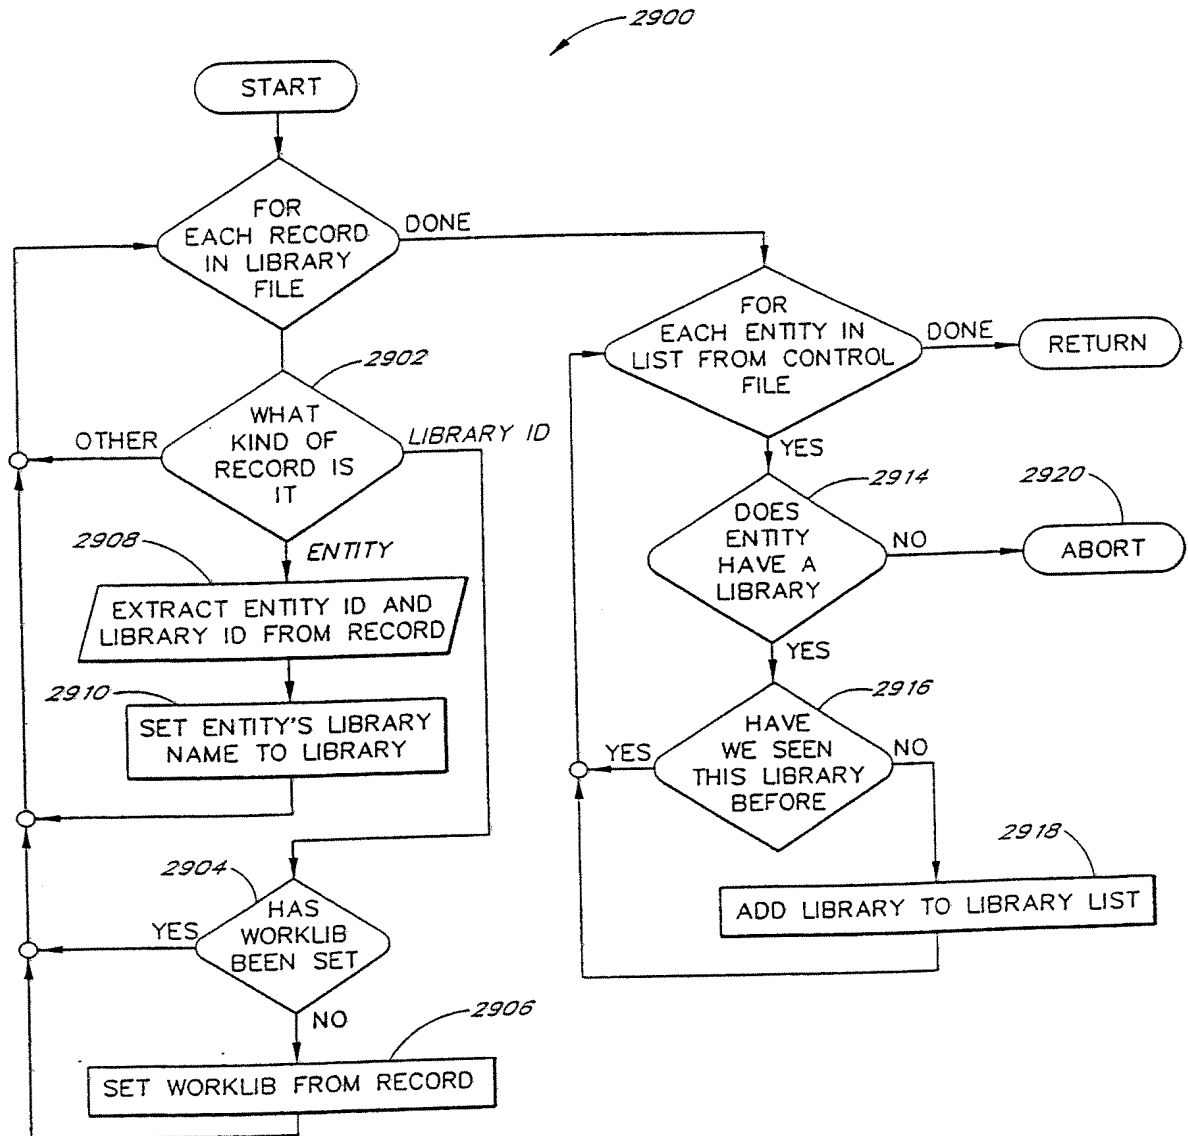 2900
START
FOR
EACH RECORD
IN LIBRARY
FILE
DONE
2902
WHAT
KIND OF
RECORD IS
IT
OTHER
LIBRARY ID
ENTITY
2908
EXTRACT ENTITY ID AND
LIBRARY ID FROM RECORD
2910
SET ENTITY'S LIBRARY
NAME TO LIBRARY
2904
HAS
WORKLIB
BEEN SET
YES
NO
2906
SET WORKLIB FROM RECORD
FOR
EACH ENTITY IN
LIST FROM CONTROL
FILE
DONE
RETURN
YES
2914
DOES
ENTITY
HAVE A
LIBRARY
NO
2920
ABORT
YES
2916
HAVE
WE SEEN
THIS LIBRARY
BEFORE
YES
NO
2918
ADD LIBRARY TO LIBRARY LIST